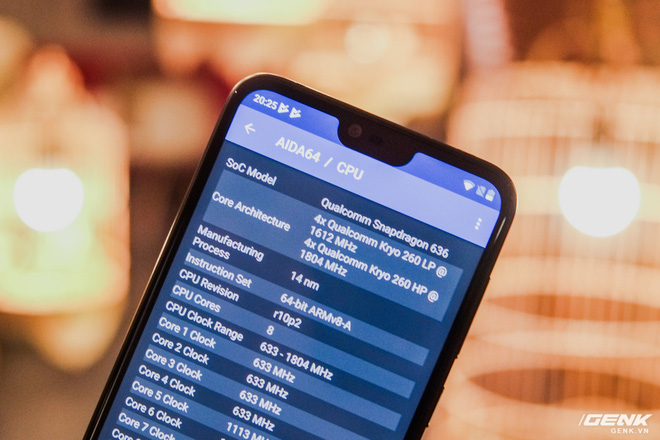 20:25
AIDA64 / CPU
SoC Model Qualcomm Snapdragon 636
Core Architecture 4x Qualcomm Kryo 260 LP @
1612 MHz
4x Qualcomm Kryo 260 HP @
1804 MHz
Manufacturing
Process 14 nm
Instruction Set 64-bit ARMv8-A
CPU Revision r10p2
CPU Cores 8
CPU Clock Range 633 - 1804 MHz
Core 1 Clock 633 MHz
Core 2 Clock 633 MHz
Core 3 Clock 633 MHz
Core 4 Clock 633 MHz
Core 5 Clock 1113 MHz
Core 6 Clock
Core 7 Clock
GENK
GENK.VN